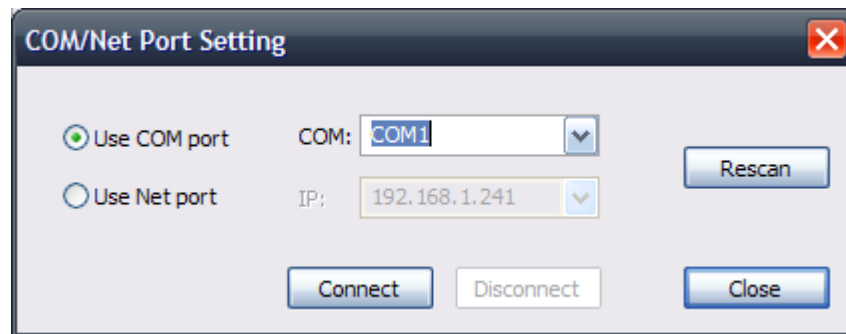 COM/Net Port Setting
Use COM port COM: COM1
Rescan
Use Net port IP: 192.168.1.241
Connect Disconnect Close